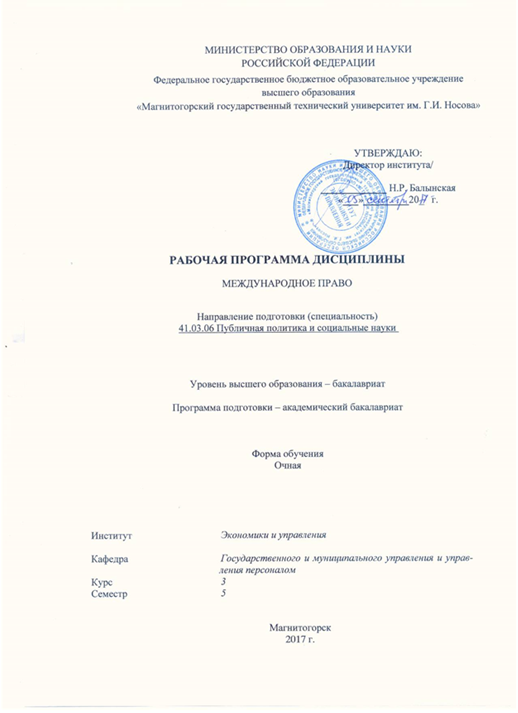 МИНИСТЕРСТВО ОБРАЗОВАНИЯ И НАУКИ
РОССИЙСКОЙ ФЕДЕРАЦИИ
Федеральное государственное бюджетное образовательное учреждение
высшего образования
«Магнитогорский государственный технический университет им. Г.И. Носова»
УТВЕРЖДАЮ:
Директор института/
Н.Р. Балынская
2017 г.
РАБОЧАЯ ПРОГРАММА ДИСЦИПЛИНЫ
МЕЖДУНАРОДНОЕ ПРАВО
Направление подготовки (специальность)
41.03.06 Публичная политика и социальные науки
Уровень высшего образования – бакалавриат
Программа подготовки – академический бакалавриат
Форма обучения
Очная
Институт Экономики и управления
Кафедра Государственного и муниципального управления и управ-
ления персоналом
Курс 3
Семестр 5
Магнитогорск
2017 г.